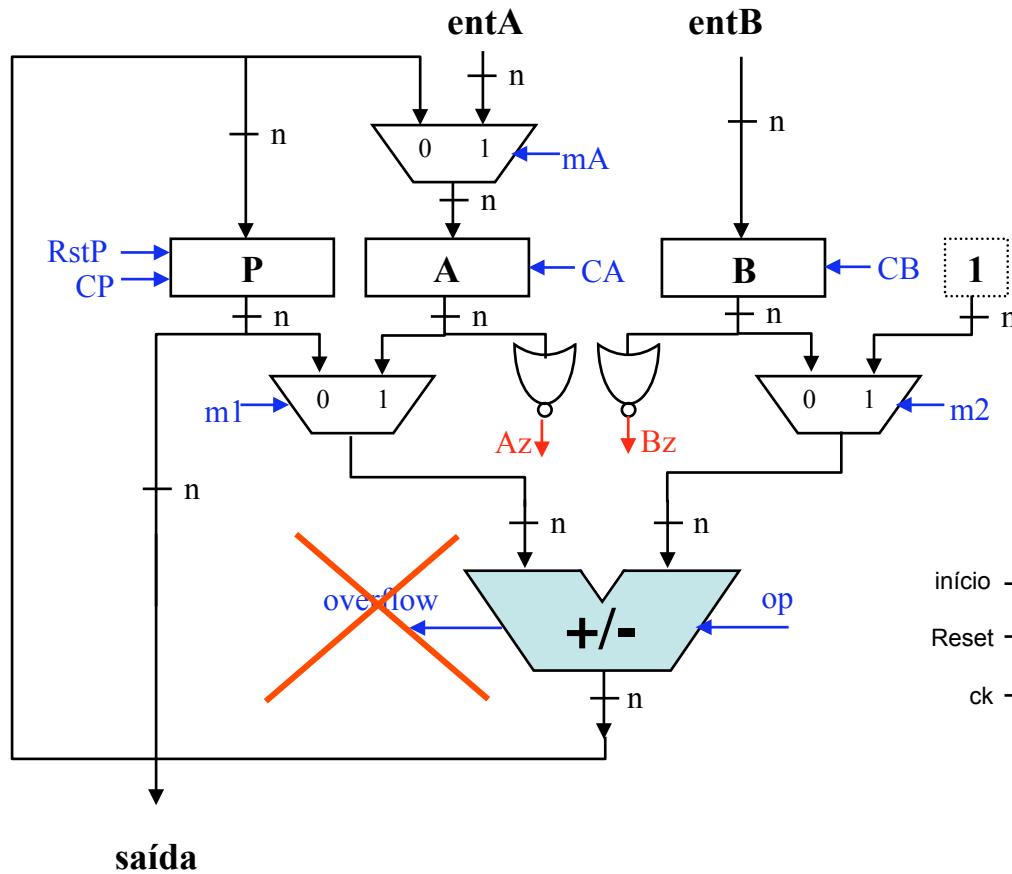 entA entB
n
n
n
0 1
mA
n
RstP
CP
P
A
CA
B
CB
1
n
n
n
n
m1
0 1
0 1
m2
Az
Bz
n
n
n
início
overflow
op
+/-
Reset
n
ck
saída